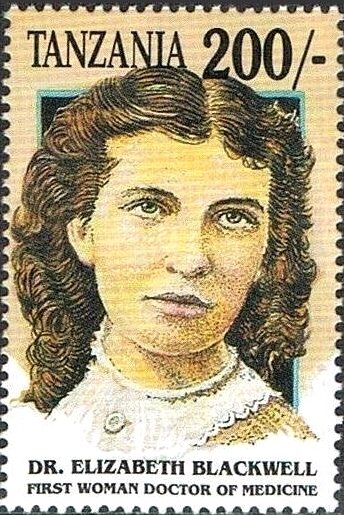 TANZANIA 200/-
DR. ELIZABETH BLACKWELL
FIRST WOMAN DOCTOR OF MEDICINE